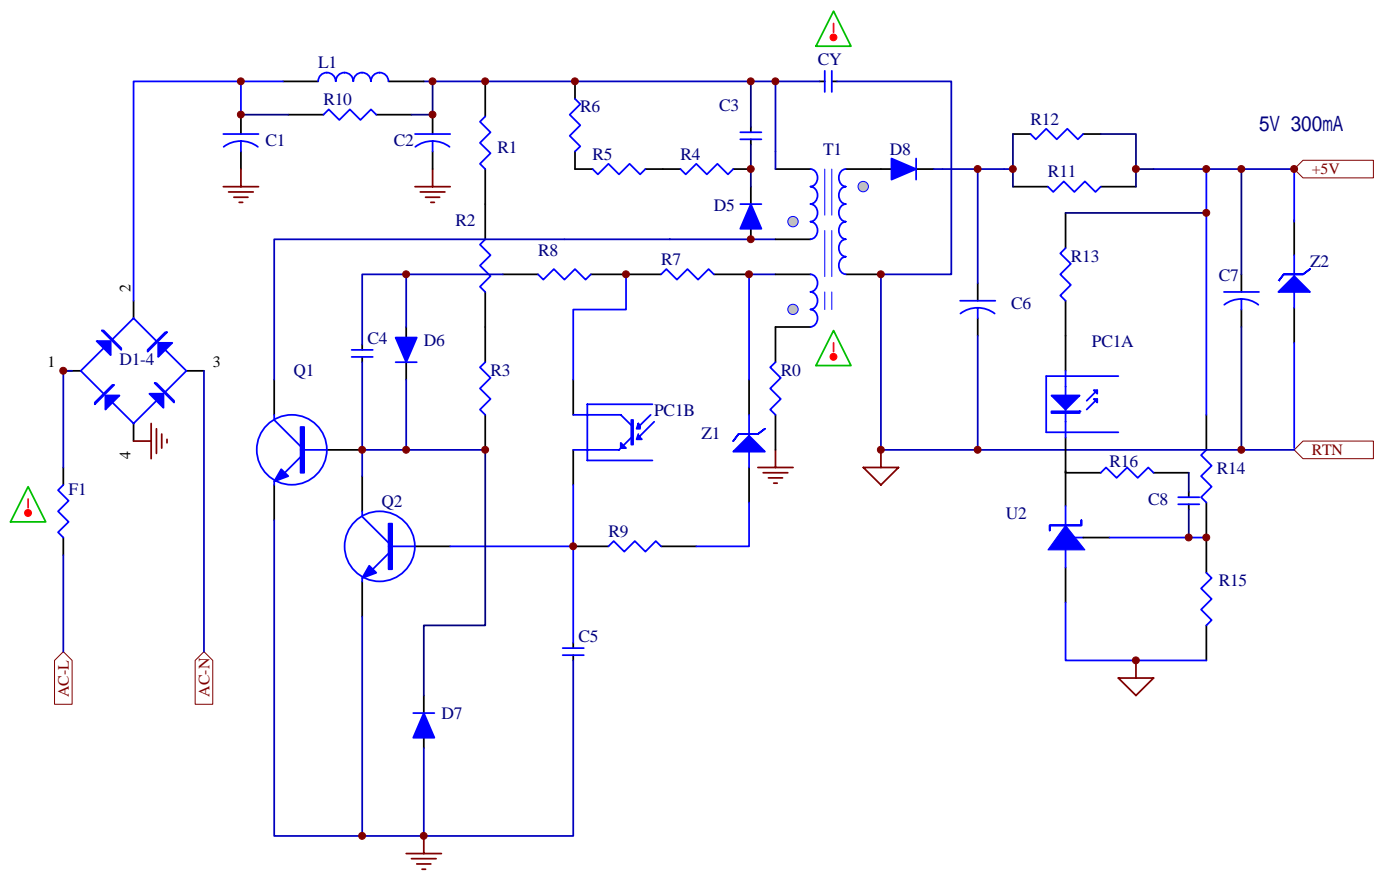 CY
L1
R10
C1
C2
R1
R6
R5
R4
C3
D5
T1
D8
R12
R11
5V 300mA
+5V
R2
R8
R7
R13
C6
C7
Z2
2
1
D1-4
3
4
C4
D6
Q1
R3
R0
PC1A
PC1B
Z1
RTN
F1
Q2
R9
R16
C8
R14
U2
R15
C5
AC-L
AC-N
D7